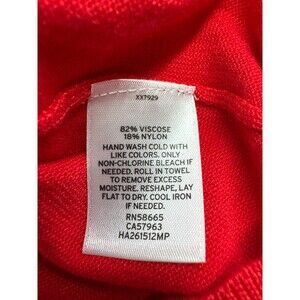 XX7929
82% VISCOSE
18% NYLON
HAND WASH COLD WITH
LIKE COLORS. ONLY
NON-CHLORINE BLEACH IF
NEEDED. ROLL IN TOWEL
TO REMOVE EXCESS
MOISTURE. RESHAPE, LAY
FLAT TO DRY. COOL IRON
IF NEEDED.
RN58665
CA57963
HA261512MP